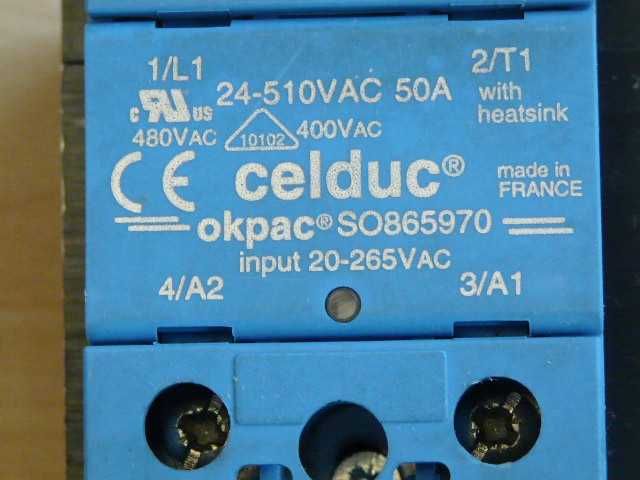 1/L1
2/T1
c UR US 24-510VAC 50A with
480VAC 10102 400VAC heatsink
CE celduc® made in
FRANCE
okpac® SO865970
input 20-265VAC
4/A2 3/A1